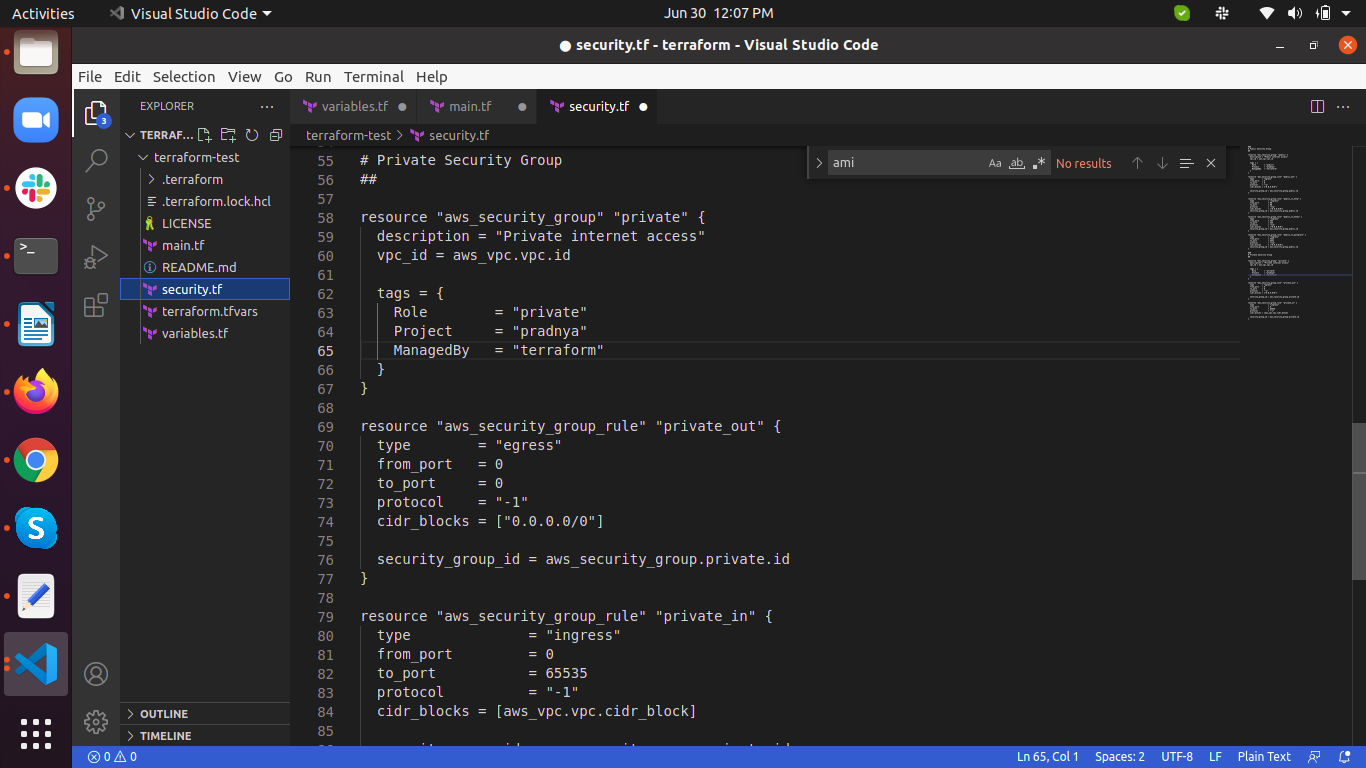 Activities
Visual Studio Code
Jun 30 12:07 PM
● security.tf - terraform - Visual Studio Code
File Edit Selection View Go Run Terminal Help
EXPLORER
TERRAF...
terraform-test
.terraform
.terraform.lock.hcl
LICENSE
main.tf
README.md
security.tf
terraform.tfvars
variables.tf
OUTLINE
TIMELINE
3
variables.tf
main.tf
security.tf
terraform-test > security.tf
ami
Aa ab
No results
55 # Private Security Group
56 ##
57
58 resource "aws_security_group" "private" {
59   description = "Private internet access"
60   vpc_id = aws_vpc.vpc.id
61
62   tags = {
63     Role        = "private"
64     Project     = "pradnya"
65     ManagedBy   = "terraform"
66   }
67 }
68
69 resource "aws_security_group_rule" "private_out" {
70   type        = "egress"
71   from_port   = 0
72   to_port     = 0
73   protocol    = "-1"
74   cidr_blocks = ["0.0.0.0/0"]
75
76   security_group_id = aws_security_group.private.id
77 }
78
79 resource "aws_security_group_rule" "private_in" {
80   type              = "ingress"
81   from_port         = 0
82   to_port           = 65535
83   protocol          = "-1"
84   cidr_blocks = [aws_vpc.vpc.cidr_block]
85
0 0
Ln 65, Col 1 Spaces: 2 UTF-8 LF Plain Text